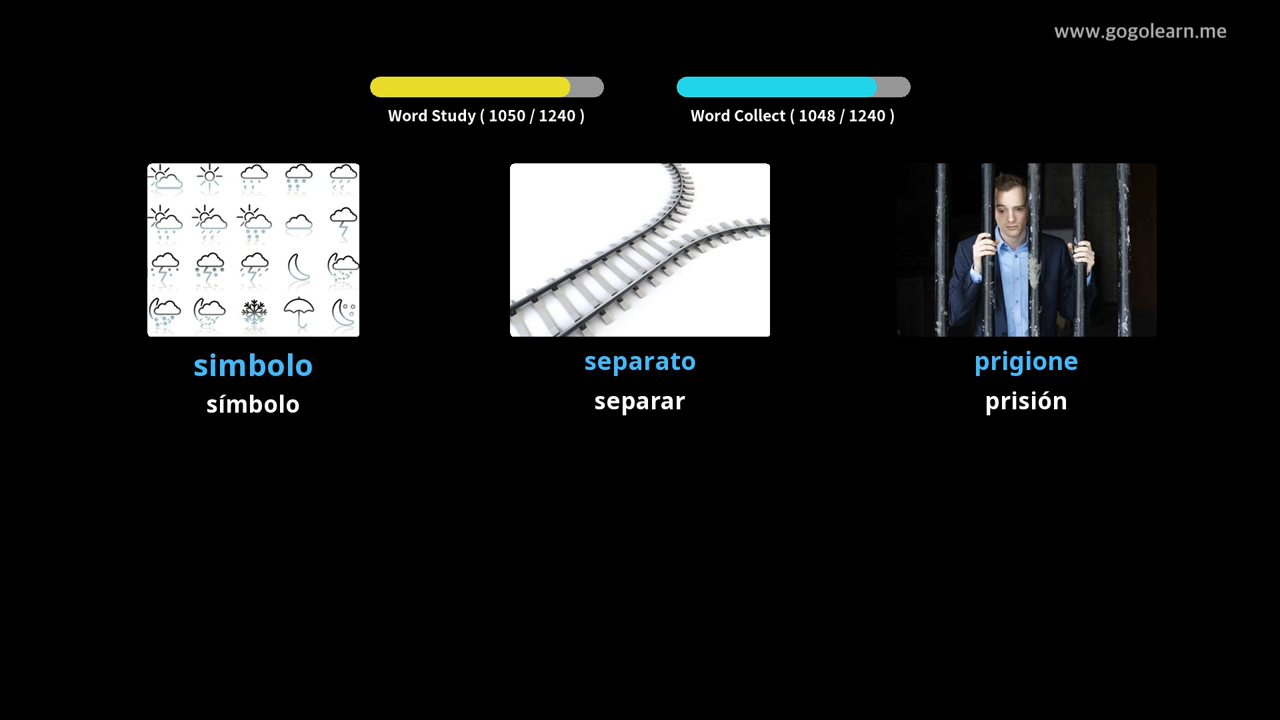 www.gogolearn.me
Word Study ( 1050 / 1240 )
Word Collect ( 1048 / 1240 )
simbolo
símbolo
separato
separar
prigione
prisión